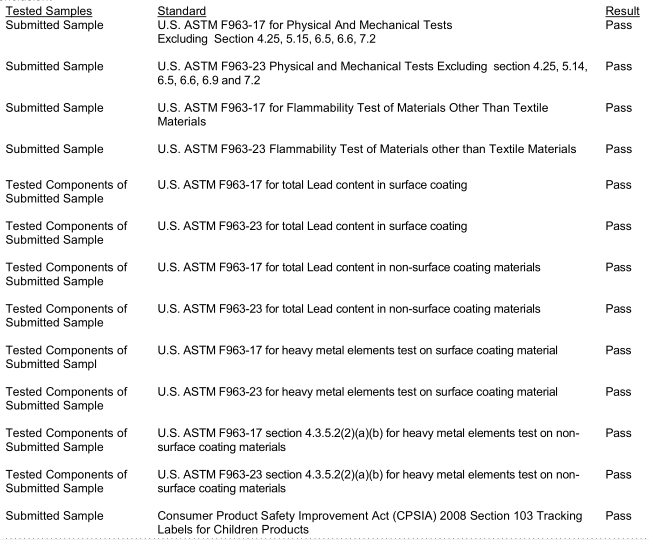 Tested Samples Standard Result
Submitted Sample U.S. ASTM F963-17 for Physical And Mechanical Tests Pass
Excluding Section 4.25, 5.15, 6.5, 6.6, 7.2
Submitted Sample U.S. ASTM F963-23 Physical and Mechanical Tests Excluding section 4.25, 5.14, Pass
6.5, 6.6, 6.9 and 7.2
Submitted Sample U.S. ASTM F963-17 for Flammability Test of Materials Other Than Textile Pass
Materials
Submitted Sample U.S. ASTM F963-23 Flammability Test of Materials other than Textile Materials Pass
Tested Components of U.S. ASTM F963-17 for total Lead content in surface coating Pass
Submitted Sample
Tested Components of U.S. ASTM F963-23 for total Lead content in surface coating Pass
Submitted Sample
Tested Components of U.S. ASTM F963-17 for total Lead content in non-surface coating materials Pass
Submitted Sample
Tested Components of U.S. ASTM F963-23 for total Lead content in non-surface coating materials Pass
Submitted Sample
Tested Components of U.S. ASTM F963-17 for heavy metal elements test on surface coating material Pass
Submitted Sampl
Tested Components of U.S. ASTM F963-23 for heavy metal elements test on surface coating material Pass
Submitted Sample
Tested Components of U.S. ASTM F963-17 section 4.3.5.2(2)(a)(b) for heavy metal elements test on non- Pass
Submitted Sample surface coating materials
Tested Components of U.S. ASTM F963-23 section 4.3.5.2(2)(a)(b) for heavy metal elements test on non- Pass
Submitted Sample surface coating materials
Submitted Sample Consumer Product Safety Improvement Act (CPSIA) 2008 Section 103 Tracking Pass
Labels for Children Products